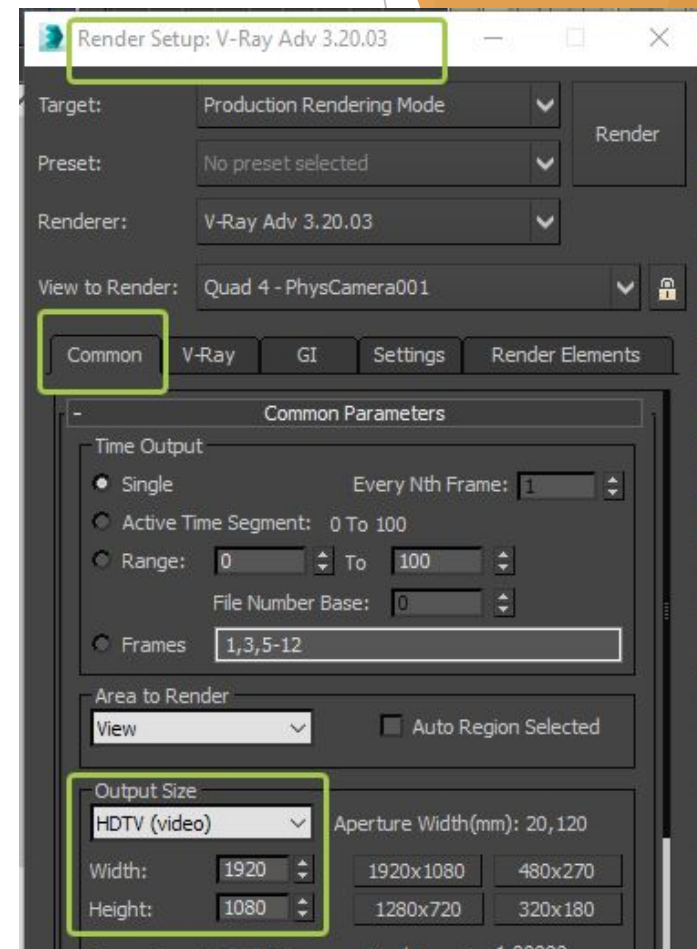 Render Setup: V-Ray Adv 3.20.03
Target: Production Rendering Mode
Render
Preset: No preset selected
Renderer: V-Ray Adv 3.20.03
View to Render: Quad 4 - PhysCamera001
Common V-Ray GI Settings Render Elements
- Common Parameters
Time Output
Single Every Nth Frame: 1
Active Time Segment: 0 To 100
Range: 0 To 100
File Number Base: 0
Frames 1,3,5-12
Area to Render
View Auto Region Selected
Output Size
HDTV (video) Aperture Width(mm): 20,120
Width: 1920 1920x1080 480x270
Height: 1080 1280x720 320x180